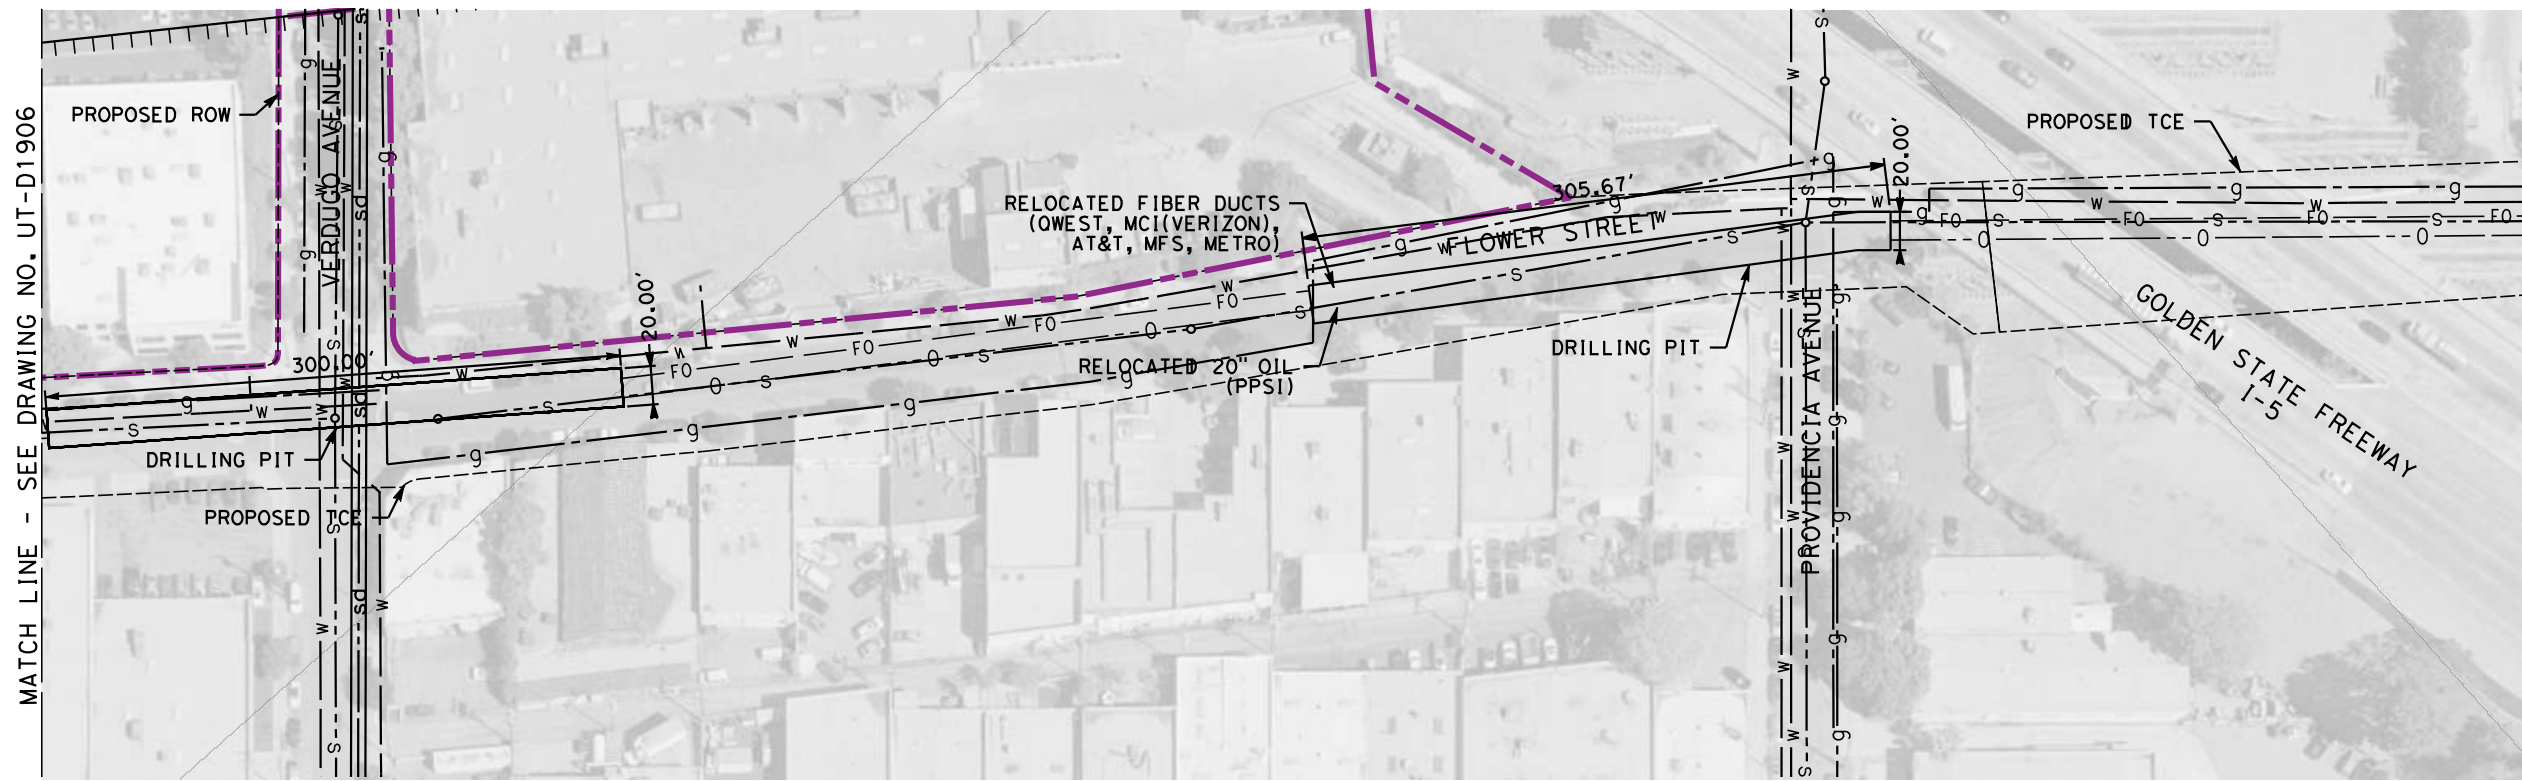 MATCH LINE - SEE DRAWING NO. UT-D1906
PROPOSED ROW
VERDUGO AVENUE
300.00'
20.00'
DRILLING PIT
PROPOSED TCE
RELOCATED FIBER DUCTS
(QWEST, MCI(VERIZON),
AT&T, MFS, METRO)
305.67'
FLOWER STREET
RELOCATED 20" OIL
(PPSI)
DRILLING PIT
PROVIDENCIA AVENUE
20.00'
PROPOSED TCE
GOLDEN STATE FREEWAY
I-5
g
W
S
sd
FO
O